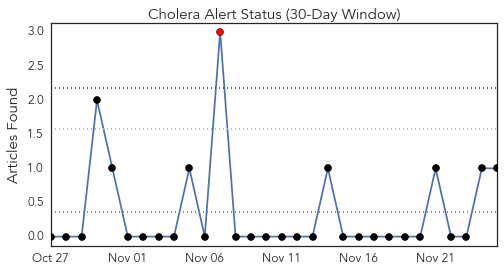 Cholera Alert Status (30-Day Window)
Articles Found
3.0
2.5
2.0
1.5
1.0
0.5
0.0
Oct 27 Nov 01 Nov 06 Nov 11 Nov 16 Nov 21